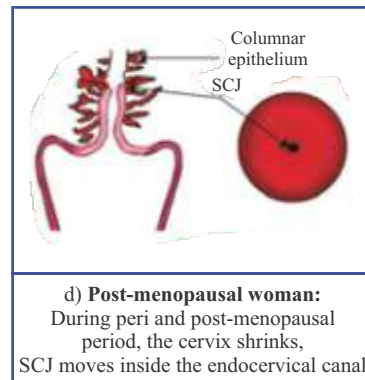 Columnar
epithelium
SCJ
d) Post-menopausal woman:
During peri and post-menopausal
period, the cervix shrinks,
SCJ moves inside the endocervical canal